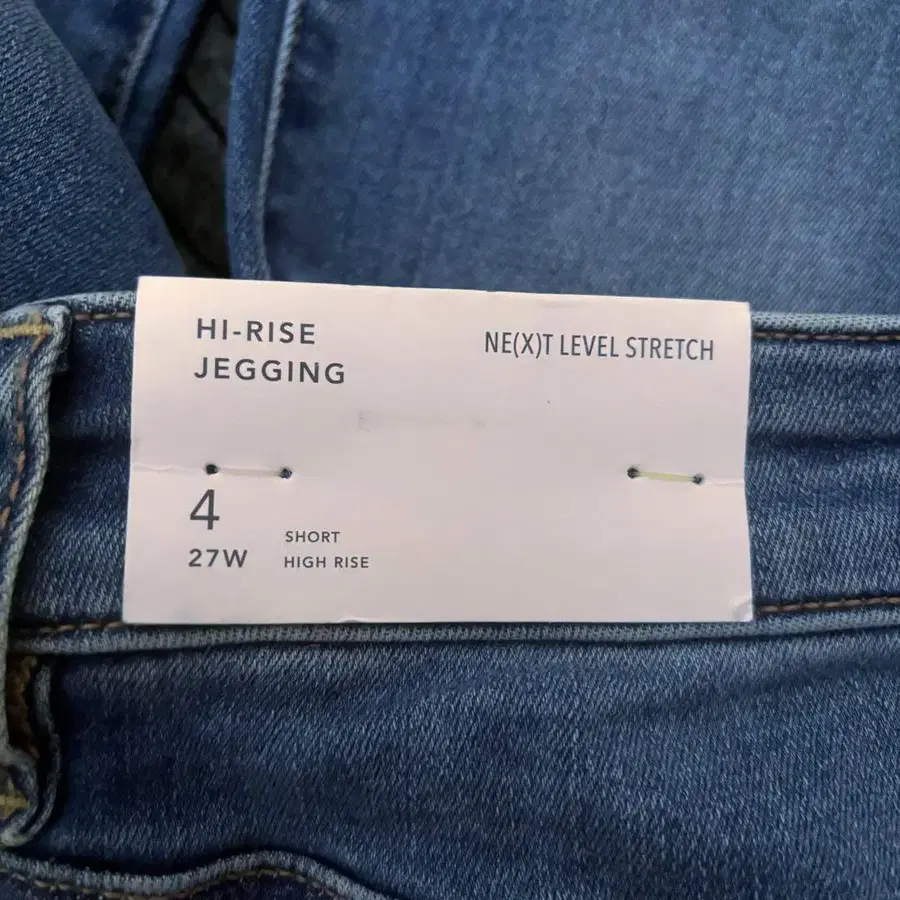 HI-RISE
JEGGING
NE(X)T LEVEL STRETCH
4
27W
SHORT
HIGH RISE